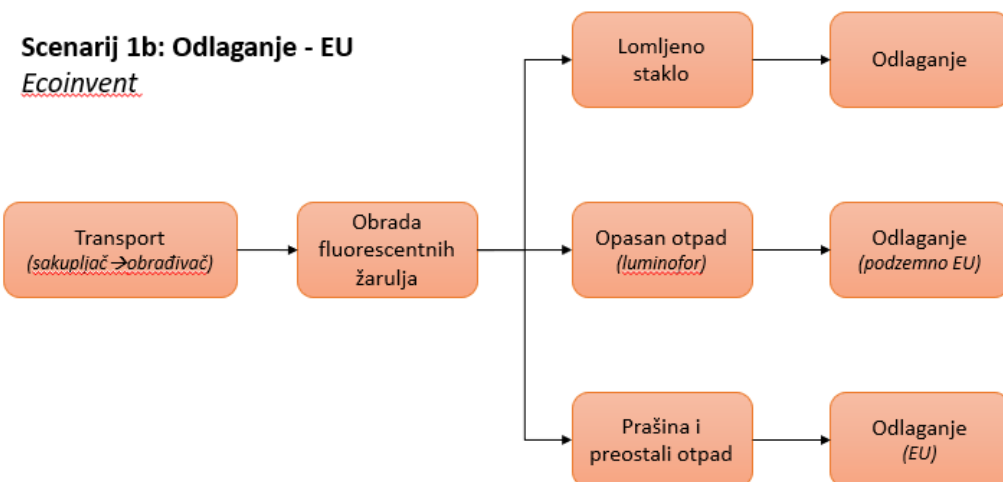 Scenarij 1b: Odlaganje - EU
Ecoinvent
Lomljeno
staklo
Odlaganje
Transport
(sakupljač →obrađivač)
Obrada
fluorescentnih
žarulja
Opasan otpad
(luminofor)
Odlaganje
(podzemno EU)
Prašina i
preostali otpad
Odlaganje
(EU)